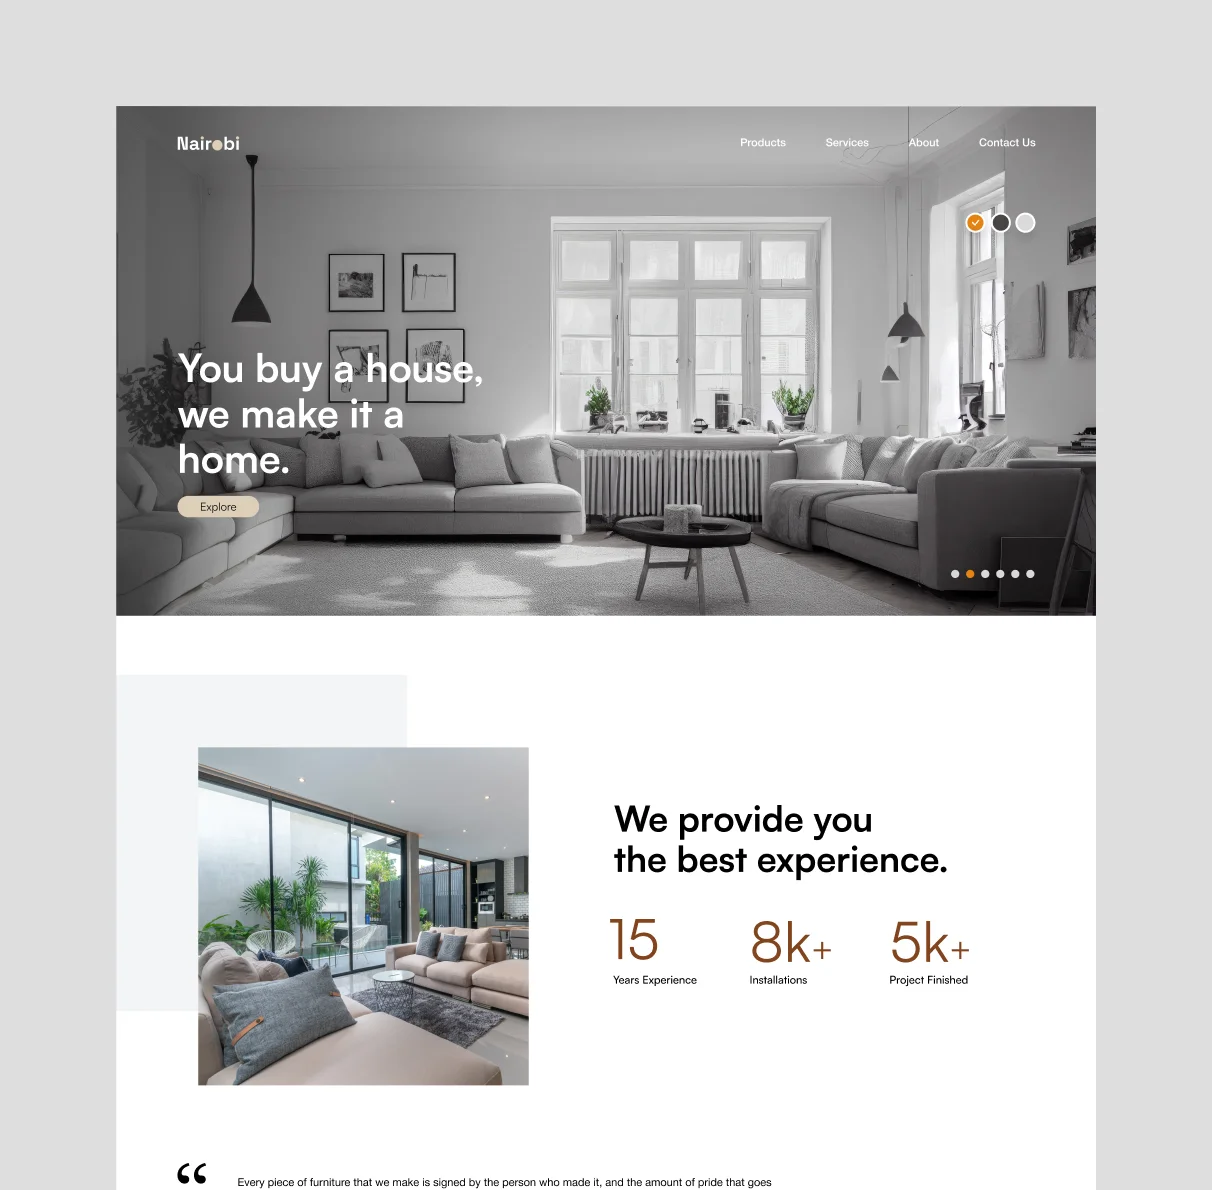 Nairobi
Products Services About Contact Us
You buy a house,
we make it a
home.
Explore
We provide you
the best experience.
15 8k+ 5k+
Years Experience Installations Project Finished
“
Every piece of furniture that we make is signed by the person who made it, and the amount of pride that goes